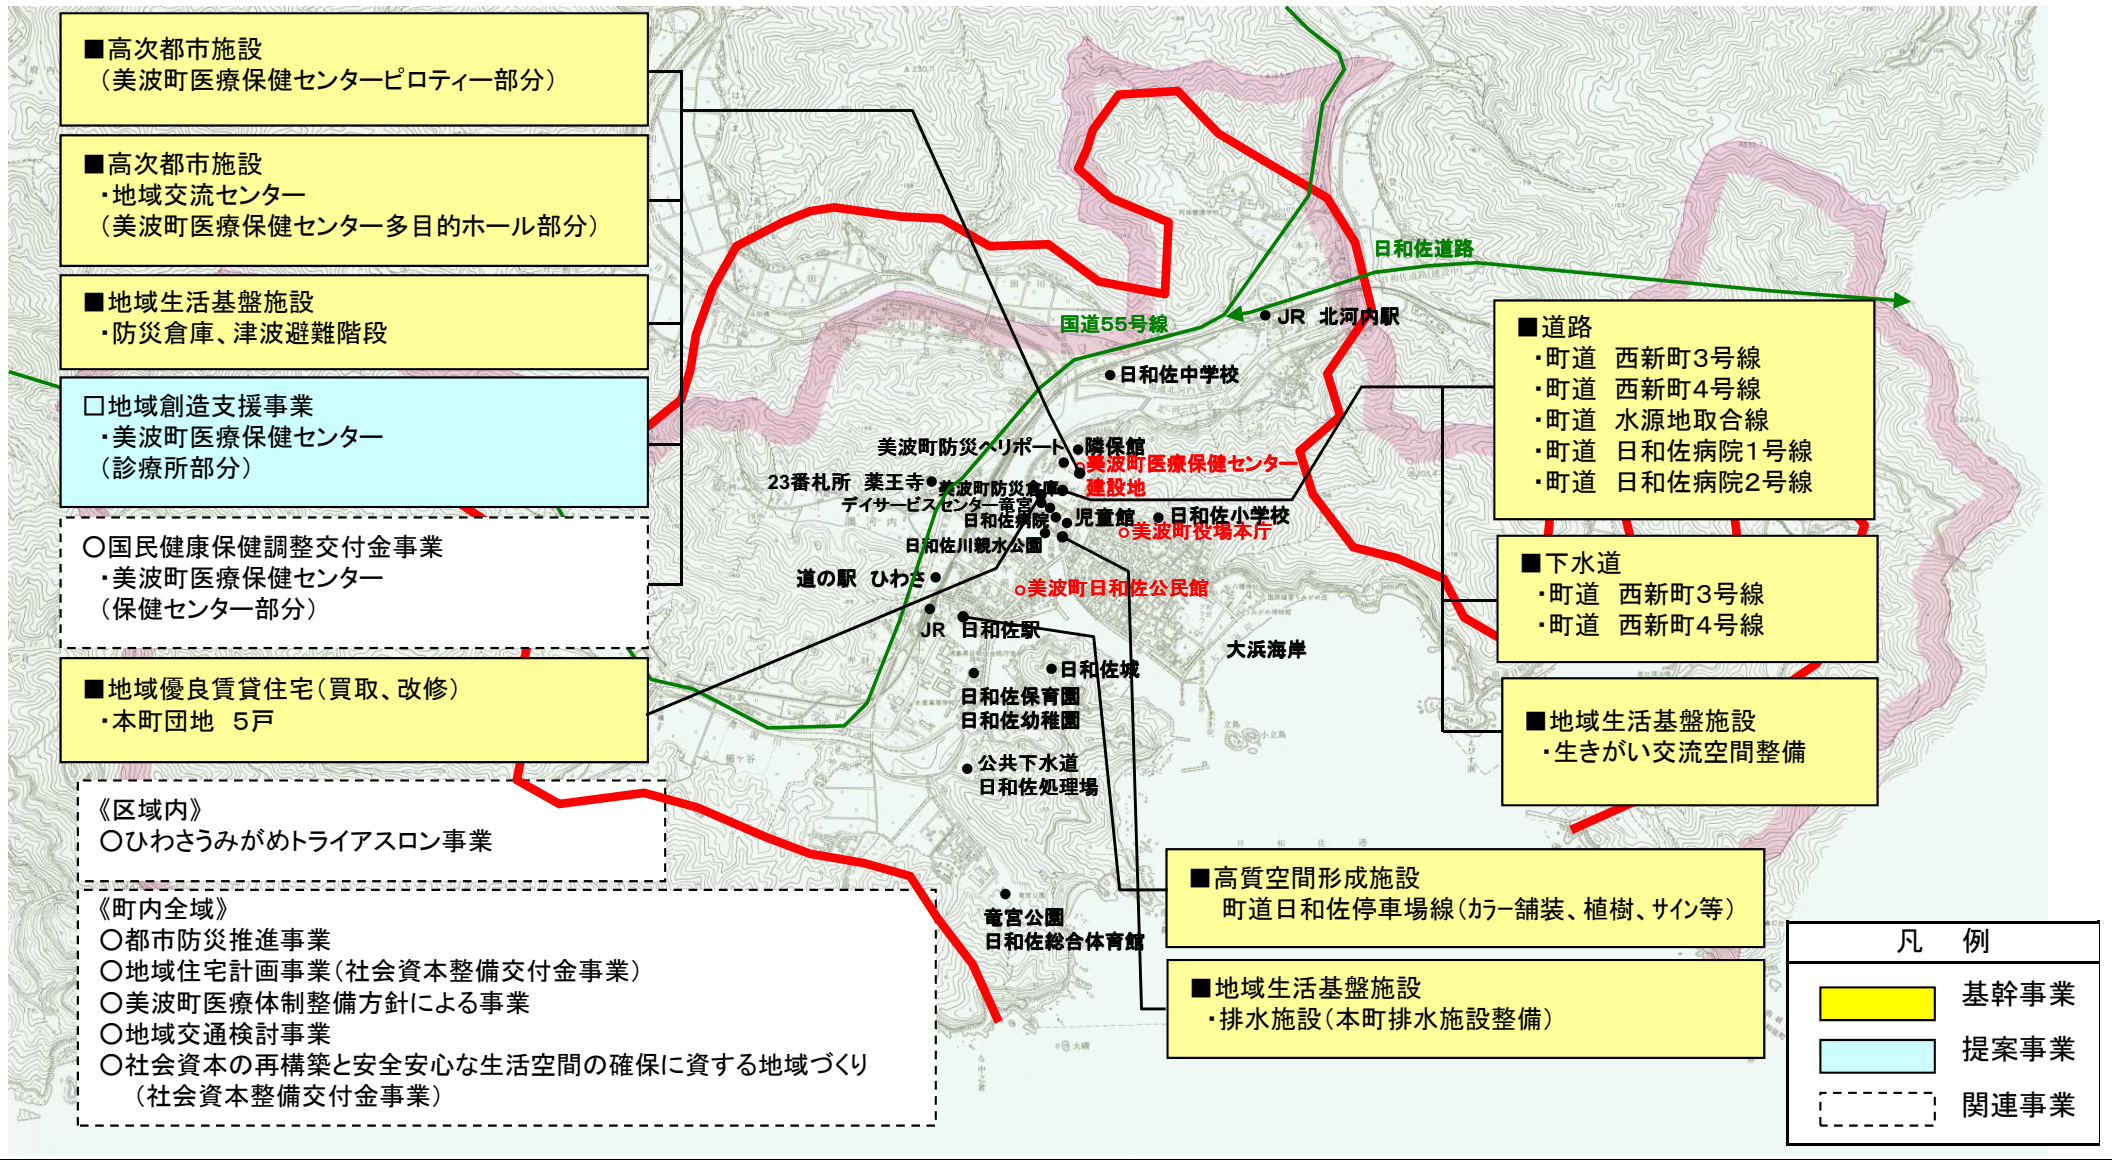 ■高次都市施設
（美波町医療保健センターピロティー部分）
■高次都市施設
・地域交流センター
（美波町医療保健センター多目的ホール部分）
■地域生活基盤施設
・防災倉庫、津波避難階段
□地域創造支援事業
・美波町医療保健センター
（診療所部分）
○国民健康保健調整交付金事業
・美波町医療保健センター
（保健センター部分）
■地域優良賃貸住宅（買取、改修）
・本町団地　５戸
《区域内》
○ひわさうみがめトライアスロン事業
《町内全域》
○都市防災推進事業
○地域住宅計画事業（社会資本整備交付金事業）
○美波町医療体制整備方針による事業
○地域交通検討事業
○社会資本の再構築と安全安心な生活空間の確保に資する地域づくり
（社会資本整備交付金事業）
日和佐道路
国道55号線
JR　北河内駅
日和佐中学校
美波町防災ヘリポート
隣保館
美波町医療保健センター
建設地
23番札所　薬王寺
美波町防災倉庫
デイサービスセンター竜宮
日和佐病院
児童館
日和佐小学校
美波町役場本庁
日和佐川親水公園
道の駅　ひわさ
美波町日和佐公民館
JR　日和佐駅
大浜海岸
日和佐城
日和佐保育園
日和佐幼稚園
公共下水道
日和佐処理場
竜宮公園
日和佐総合体育館
■道路
・町道　西新町３号線
・町道　西新町４号線
・町道　水源地取合線
・町道　日和佐病院１号線
・町道　日和佐病院２号線
■下水道
・町道　西新町３号線
・町道　西新町４号線
■地域生活基盤施設
・生きがい交流空間整備
■高質空間形成施設
町道日和佐停車場線（ｶﾗｰ舗装、植樹、ｻｲﾝ等）
■地域生活基盤施設
・排水施設（本町排水施設整備）
凡　例
基幹事業
提案事業
関連事業